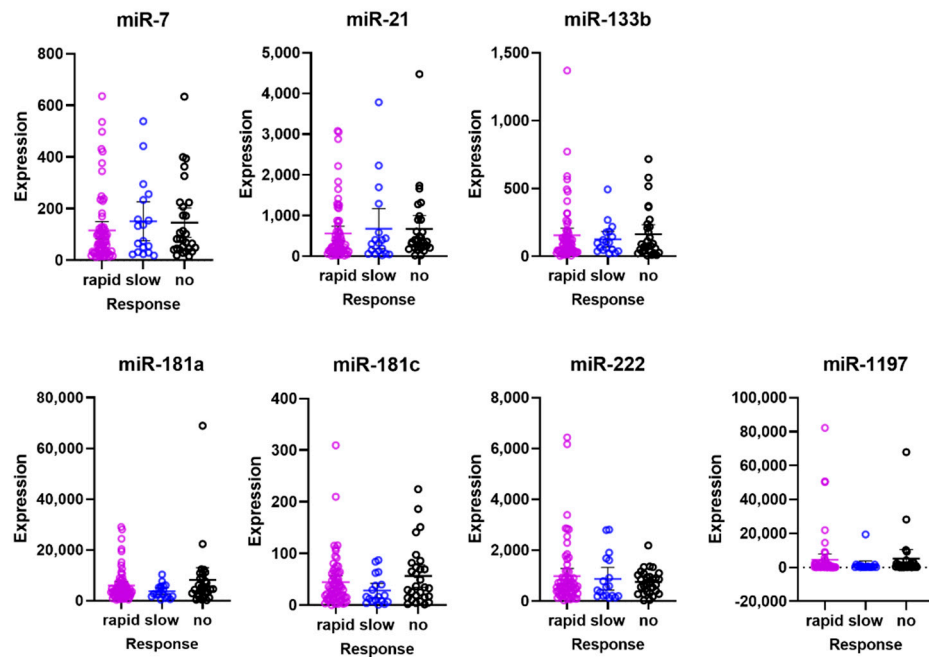 miR-7
miR-21
miR-133b
Expression
800
600
400
200
0
rapid slow no
Response
Expression
5,000
4,000
3,000
2,000
1,000
0
rapid slow no
Response
Expression
1,500
1,000
500
0
rapid slow no
Response
miR-181a
miR-181c
miR-222
miR-1197
Expression
80,000
60,000
40,000
20,000
0
rapid slow no
Response
Expression
400
300
200
100
0
rapid slow no
Response
Expression
8,000
6,000
4,000
2,000
0
rapid slow no
Response
Expression
100,000
80,000
60,000
40,000
20,000
0
-20,000
rapid slow no
Response